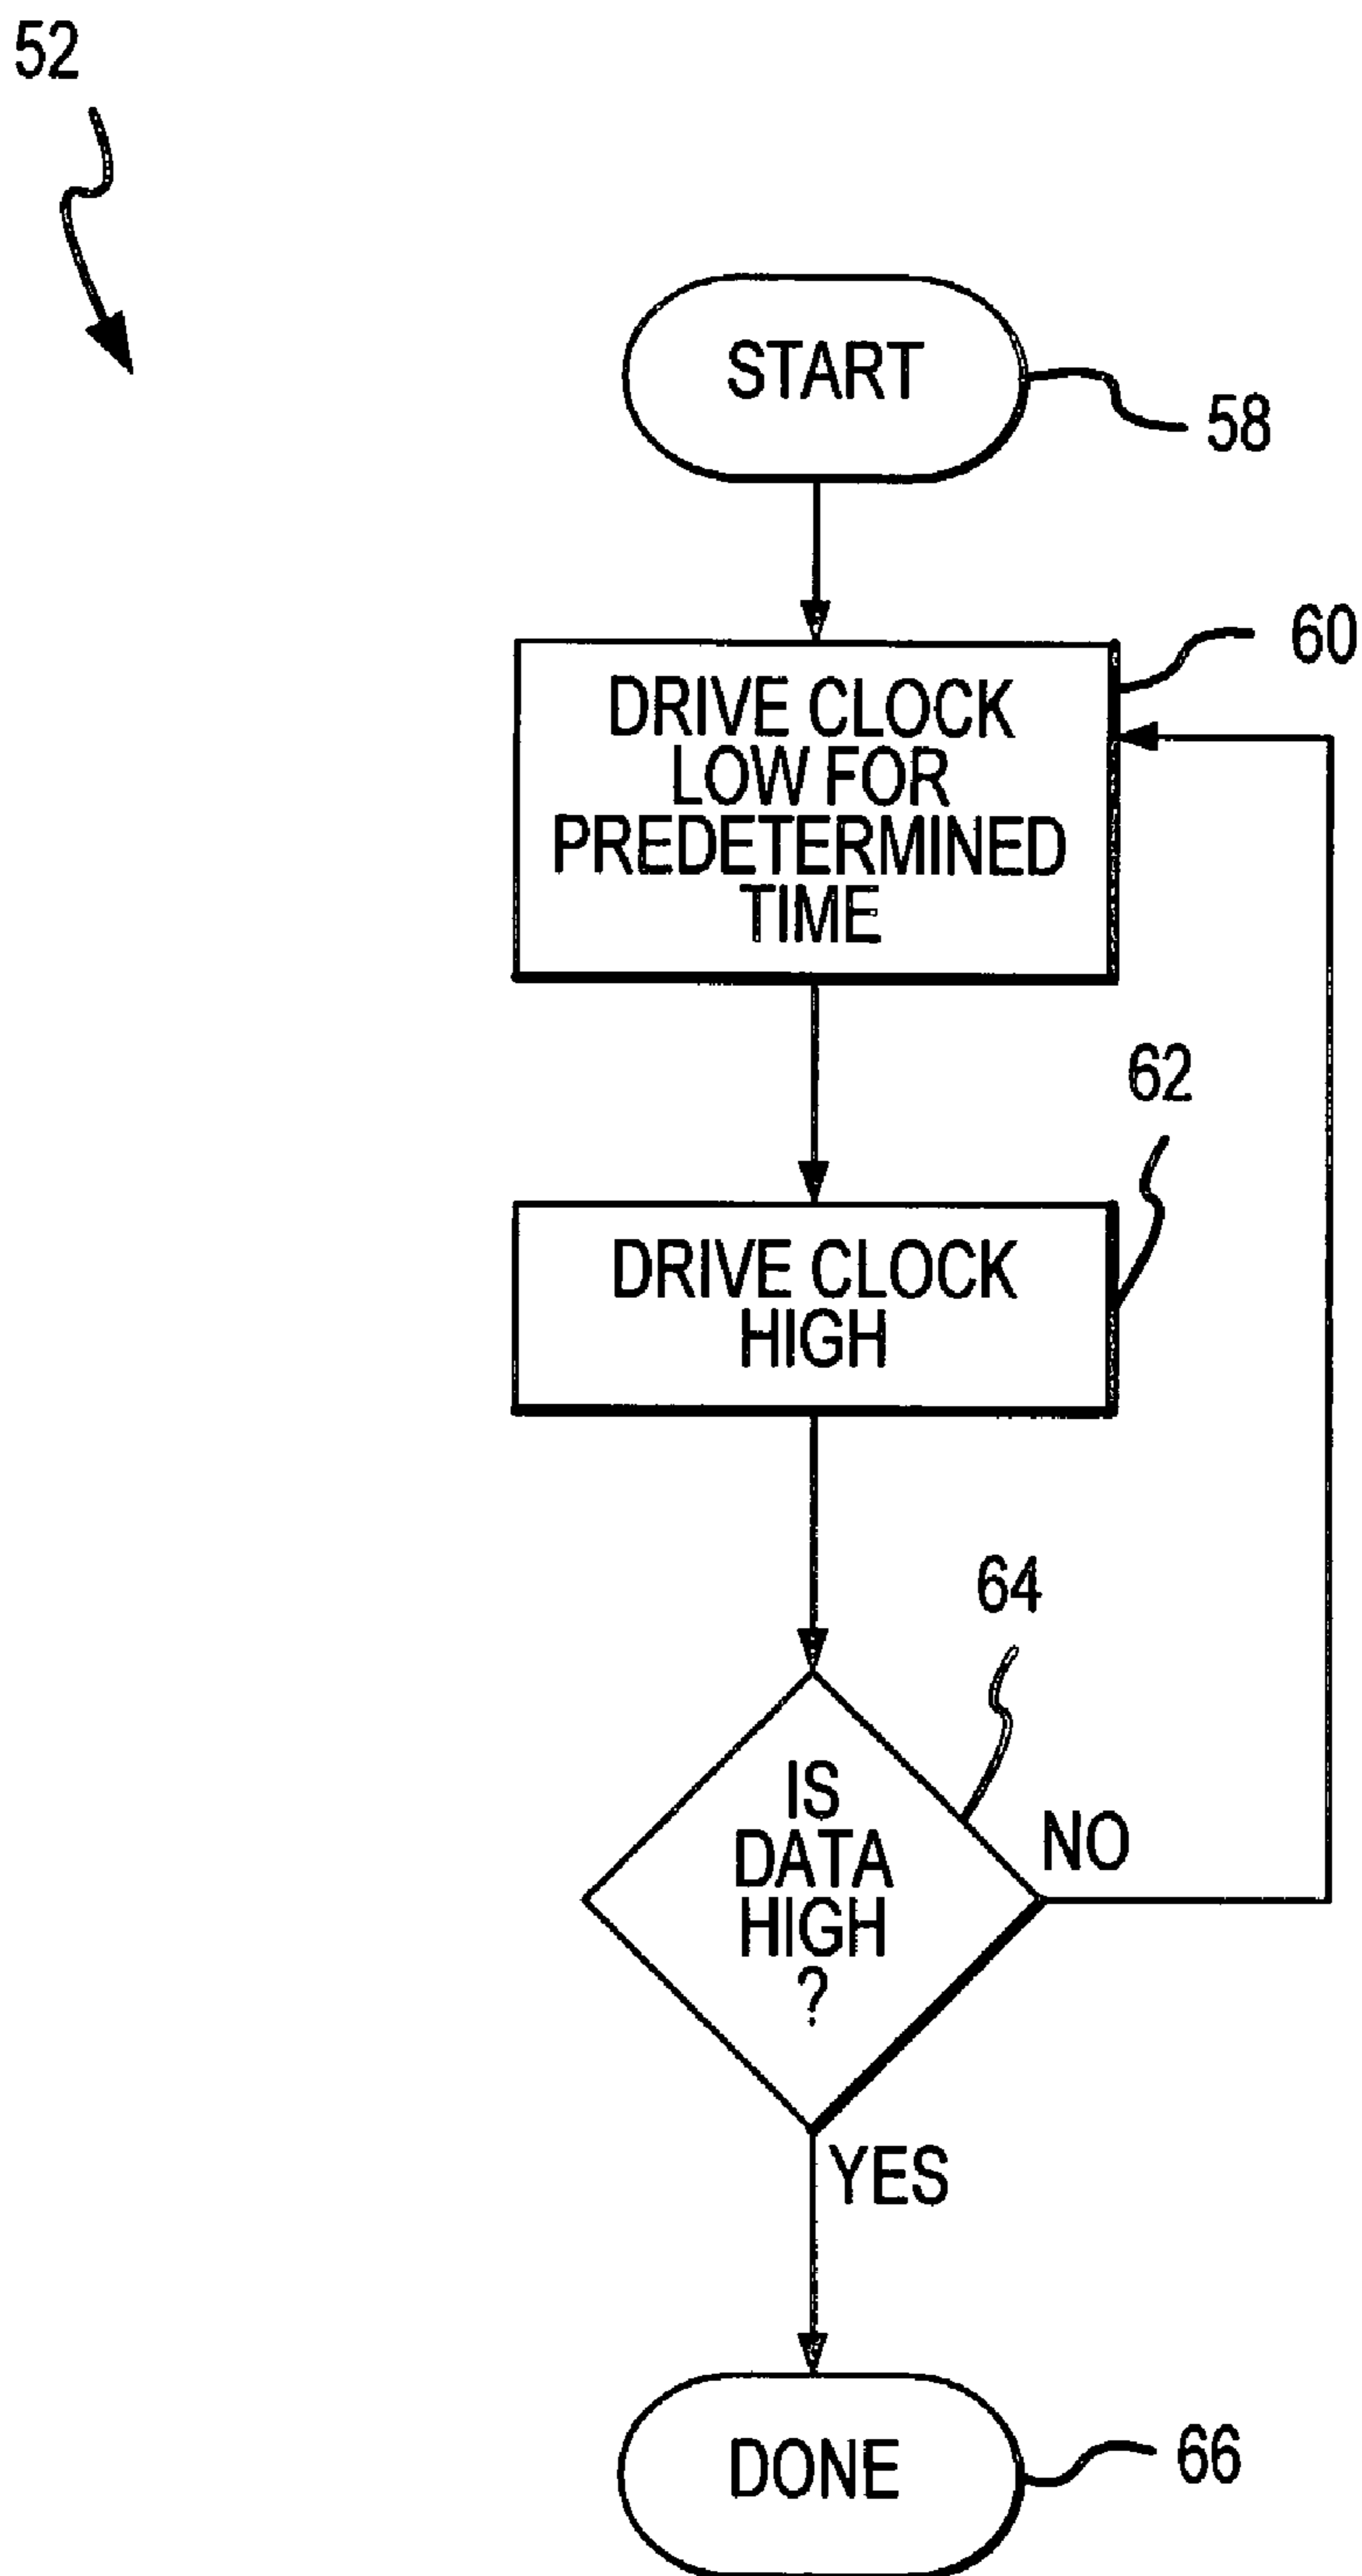 52
START
58
60
DRIVE CLOCK
LOW FOR
PREDETERMINED
TIME
62
DRIVE CLOCK
HIGH
64
IS
DATA
HIGH
?
NO
YES
DONE
66